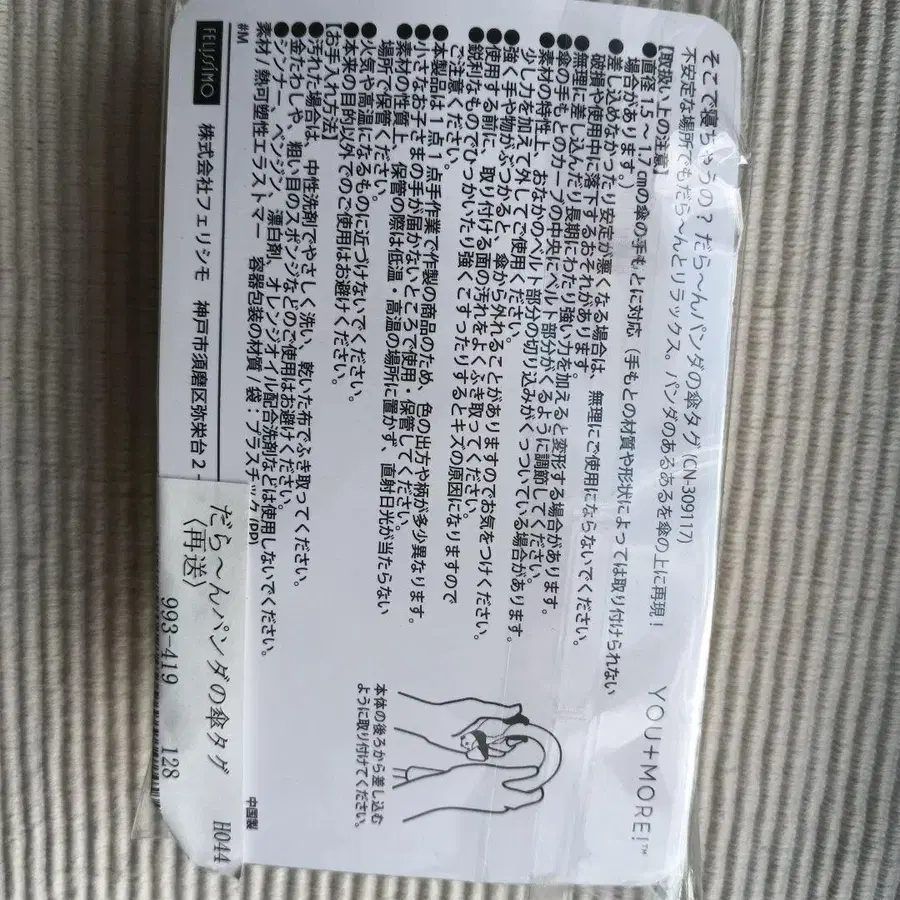 そこで寝ちゃうの?だら〜んパンダの傘タグ(CN-309117)
不安定な場所でもだら〜んとリラックス。パンダのあるあるを傘の上に再現!
YOU+MORE!™
【取扱い上の注意】
●直径1.5〜1.7cmの傘の手もとに対応(手もとの材質や形状によっては取り付けられない
場合があります。)
●差し込めなかったり安定が悪くなる場合は、無理にご使用にならないでください。
破損や使用中に落下するおそれがあります。
●無理に差し込んだり長期にわたり強い力を加えると変形する場合があります。
●傘の手もとのカーブの中央にベルト部分がくるように調節してください。
●素材の特性上、おなかのベルト部分の切り込みがくっついている場合があります。
少し力を加えて外してご使用ください。
●強く手や物がぶつかると、傘から外れることがありますのでお気をつけください。
●使用する前に、取り付ける面の汚れをよくふき取ってください。
●鋭利なものでひっかいたり強くこすったりするとキズの原因になりますので
ご注意ください。
●本製品は1点1点手作業で作製の商品のため、色の出方や柄が多少異なります。
●小さなお子さまの手が届かないところで使用・保管してください。
●素材の性質上、保管の際は低温・高温の場所に置かず、直射日光が当たらない
場所で保管ください。
●火気や高温になるものに近づけないでください。
●本来の目的以外でのご使用はお避けください。
【お手入れ方法】
●汚れた場合は、中性洗剤でやさしく洗い、乾いた布でふき取ってください。
●金たわしや、粗い目のスポンジなどのご使用はお避けください。
●シンナー、ベンジン、漂白剤、オレンジオイル配合洗剤などは使用しないでください。
素材/熱可塑性エラストマー 容器包装の材質/袋:プラスチック(PP)
#M
本体の後ろから差し込む
ように取り付けてください。
中国製
FELISSIMO 株式会社フェリシモ 神戸市須磨区弥栄台2-
だら〜んパンダの傘タグ
〈再送〉
H044
993-419 128